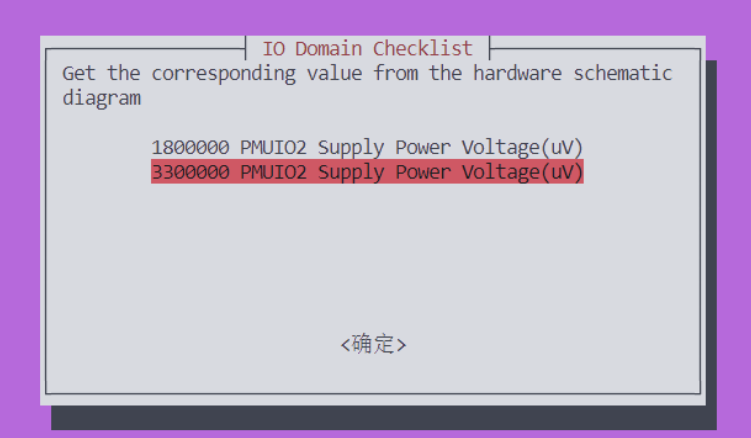 IO Domain Checklist
Get the corresponding value from the hardware schematic
diagram
1800000 PMUIO2 Supply Power Voltage(uV)
3300000 PMUIO2 Supply Power Voltage(uV)
<确定>